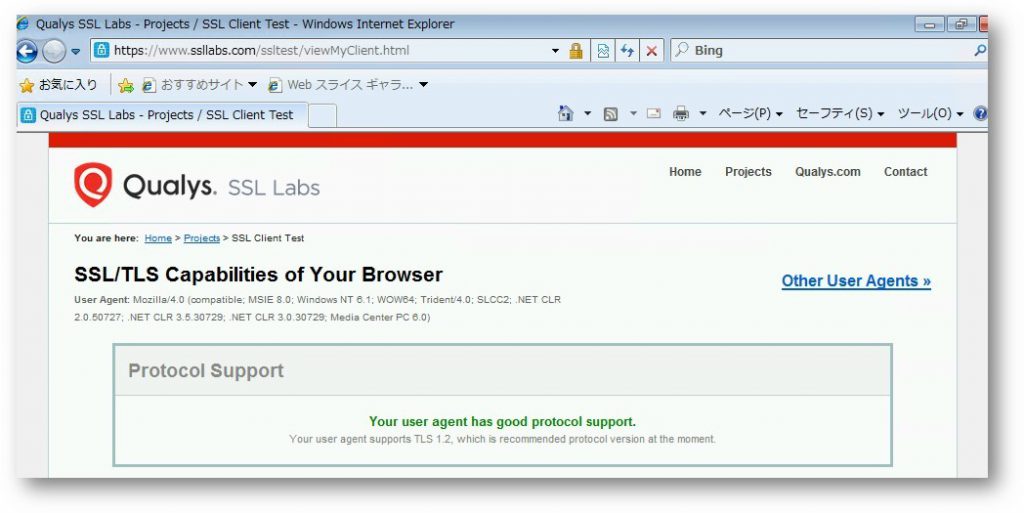 Qualys SSL Labs - Projects / SSL Client Test - Windows Internet Explorer
https://www.ssllabs.com/ssltest/viewMyClient.html
Bing
お気に入り
おすすめサイト
Web スライス ギャラ...
Qualys SSL Labs - Projects / SSL Client Test
ページ(P)
セーフティ(S)
ツール(O)
Qualys. SSL Labs
Home
Projects
Qualys.com
Contact
You are here: Home > Projects > SSL Client Test
SSL/TLS Capabilities of Your Browser
Other User Agents »
User Agent: Mozilla/4.0 (compatible; MSIE 8.0; Windows NT 6.1; WOW64; Trident/4.0; SLCC2; .NET CLR
2.0.50727; .NET CLR 3.5.30729; .NET CLR 3.0.30729; Media Center PC 6.0)
Protocol Support
Your user agent has good protocol support.
Your user agent supports TLS 1.2, which is recommended protocol version at the moment.